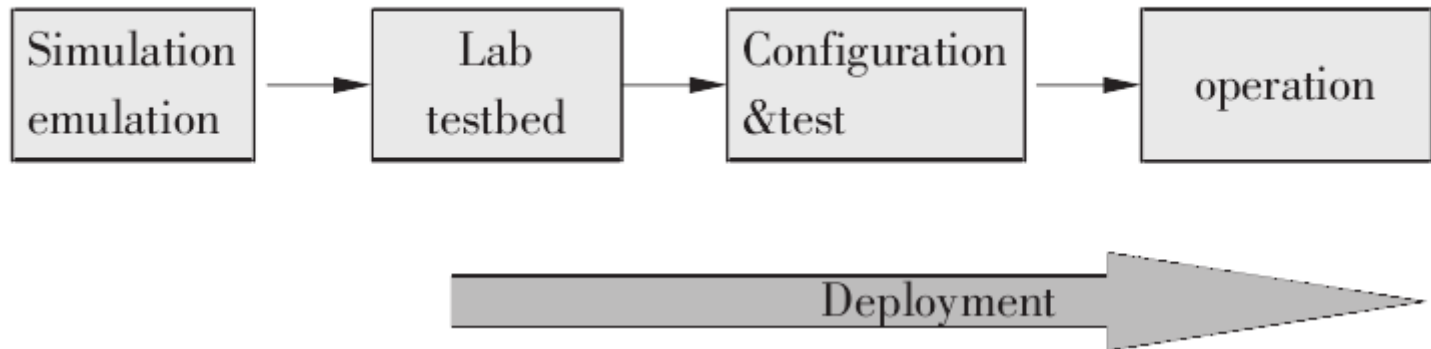 Simulation
emulation
Lab
testbed
Configuration
&test
operation
Deployment